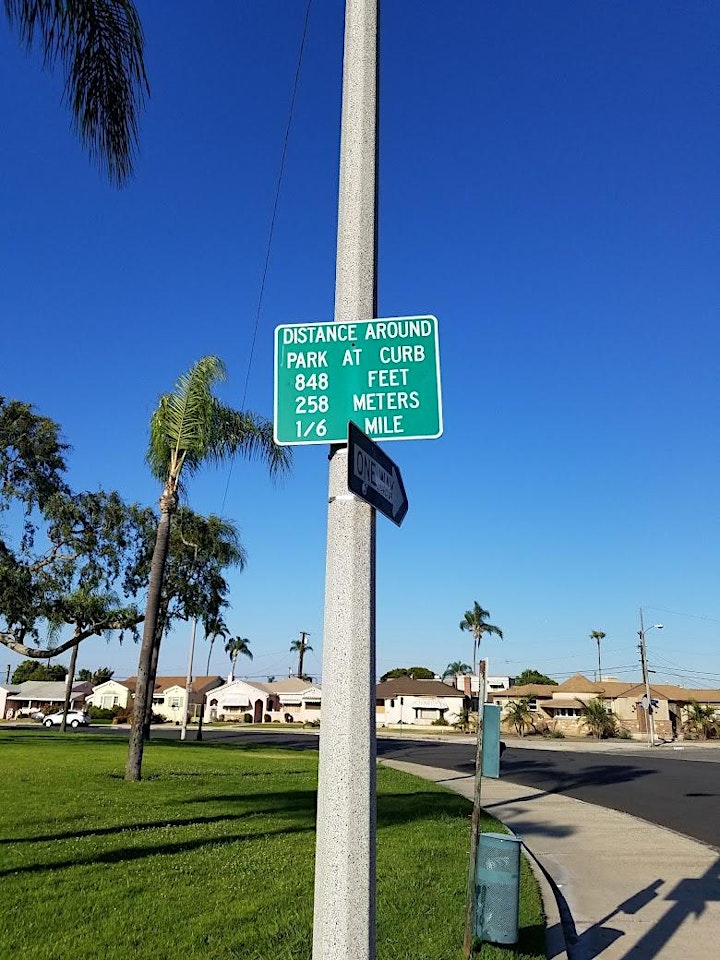 DISTANCE AROUND
PARK AT CURB
848 FEET
258 METERS
1/6 MILE
ONE WAY